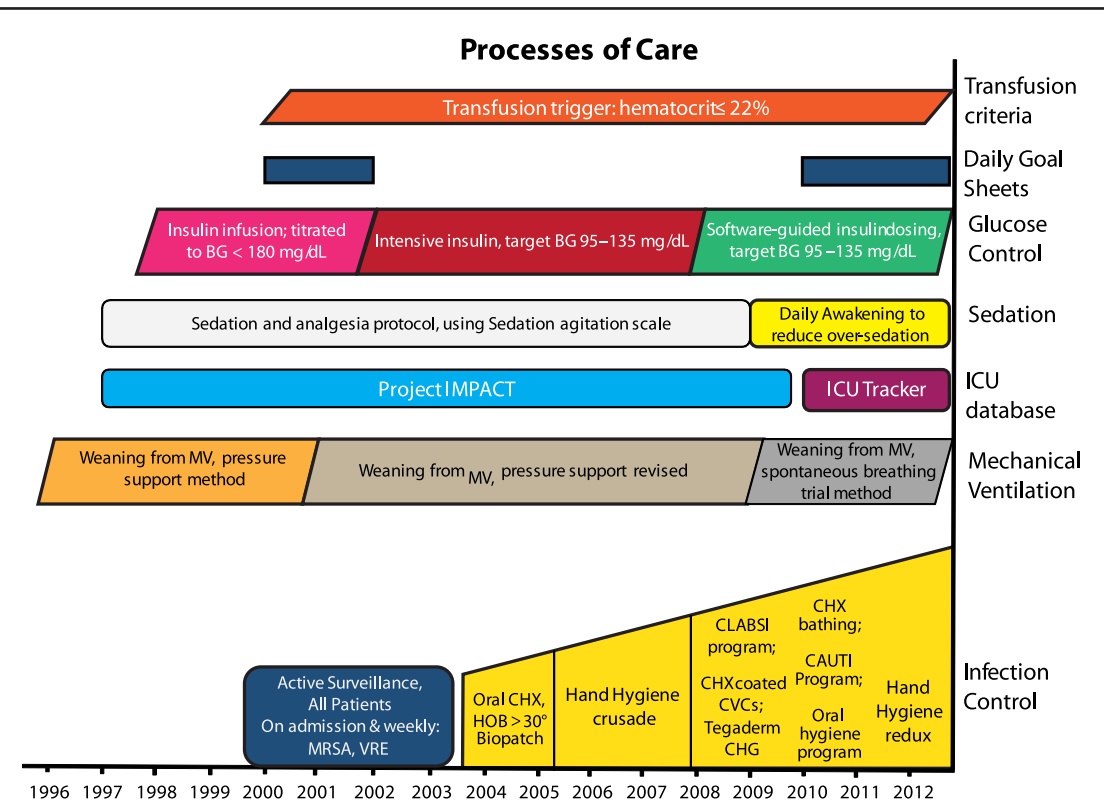 Processes of Care
Transfusion trigger: hematocrit≤ 22%
Transfusion
criteria
Daily Goal
Sheets
Insulin infusion; titrated
to BG < 180 mg/dL
Intensive insulin, target BG 95–135 mg/dL
Software-guided insulindosing,
target BG 95–135 mg/dL
Glucose
Control
Sedation and analgesia protocol, using Sedation agitation scale
Daily Awakening to
reduce over-sedation
Sedation
Project IMPACT
ICU Tracker
ICU
database
Weaning from MV, pressure
support method
Weaning from MV, pressure support revised
Weaning from MV,
spontaneous breathing
trial method
Mechanical
Ventilation
Active Surveillance,
All Patients
On admission & weekly:
MRSA, VRE
Oral CHX,
HOB > 30°
Biopatch
Hand Hygiene
crusade
CLABSI
program;
CHXcoated
CVCs;
Tegaderm
CHG
CHX
bathing;
CAUTI
Program;
Oral
hygiene
program
Hand
Hygiene
redux
Infection
Control
1996 1997 1998 1999 2000 2001 2002 2003 2004 2005 2006 2007 2008 2009 2010 2011 2012